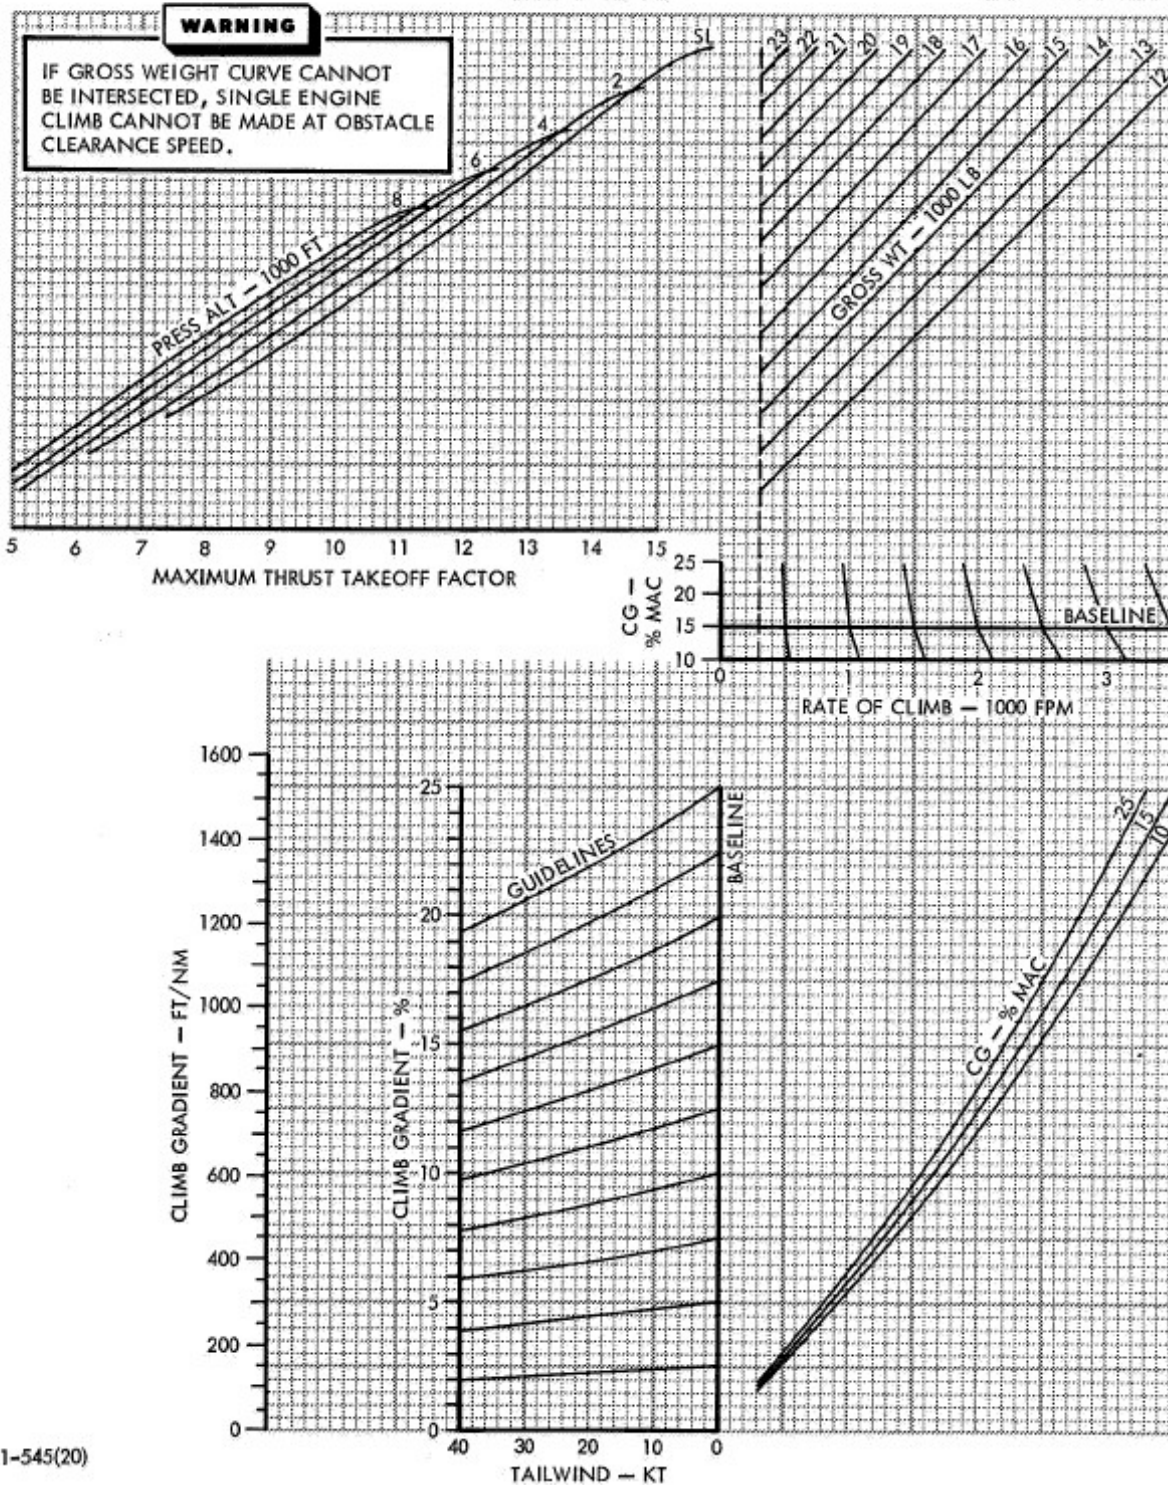 WARNING
IF GROSS WEIGHT CURVE CANNOT
BE INTERSECTED, SINGLE ENGINE
CLIMB CANNOT BE MADE AT OBSTACLE
CLEARANCE SPEED.
SL
2
4
6
8
PRESS ALT — 1000 FT
23 22 21 20 19 18 17 16 15 14 13 12
GROSS WT — 1000 LB
5 6 7 8 9 10 11 12 13 14 15
MAXIMUM THRUST TAKEOFF FACTOR
CG —
% MAC
25
20
15
10
BASELINE
0 1 2 3
RATE OF CLIMB — 1000 FPM
1600
1400
1200
1000
800
600
400
200
0
CLIMB GRADIENT — FT/NM
25
20
15
10
5
0
CLIMB GRADIENT — %
GUIDELINES
BASELINE
25 15 10
CG — % MAC
40 30 20 10 0
TAILWIND — KT
1-545(20)